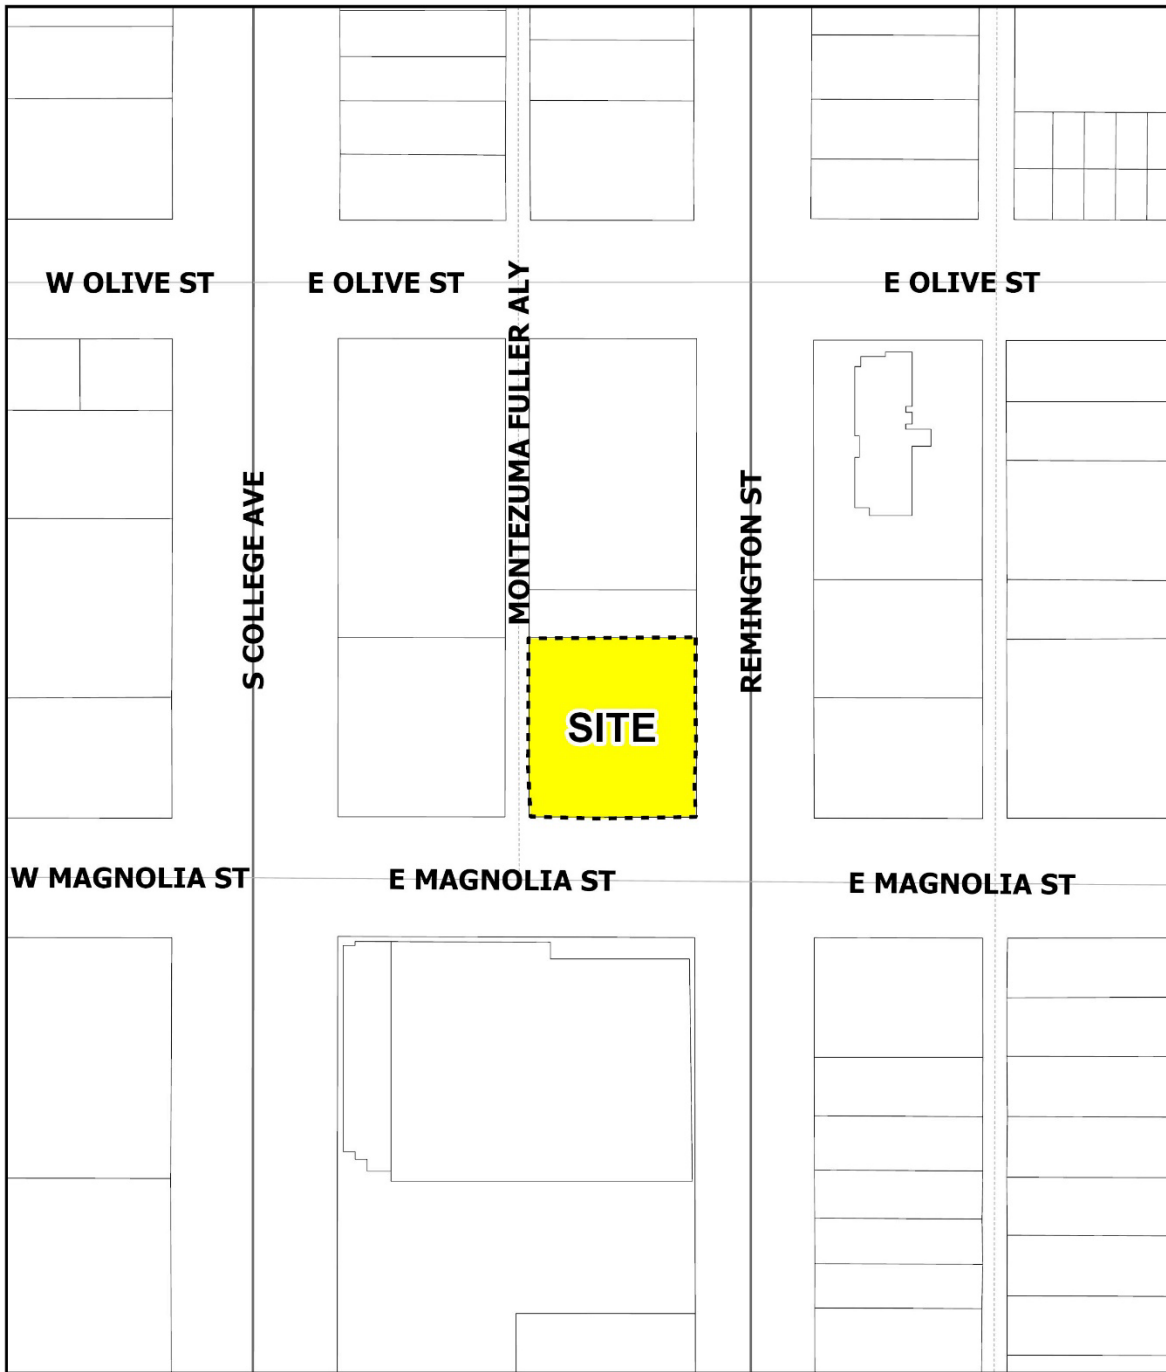 W OLIVE ST
E OLIVE ST
E OLIVE ST
MONTEZUMA FULLER ALY
S COLLEGE AVE
REMINGTON ST
SITE
W MAGNOLIA ST
E MAGNOLIA ST
E MAGNOLIA ST